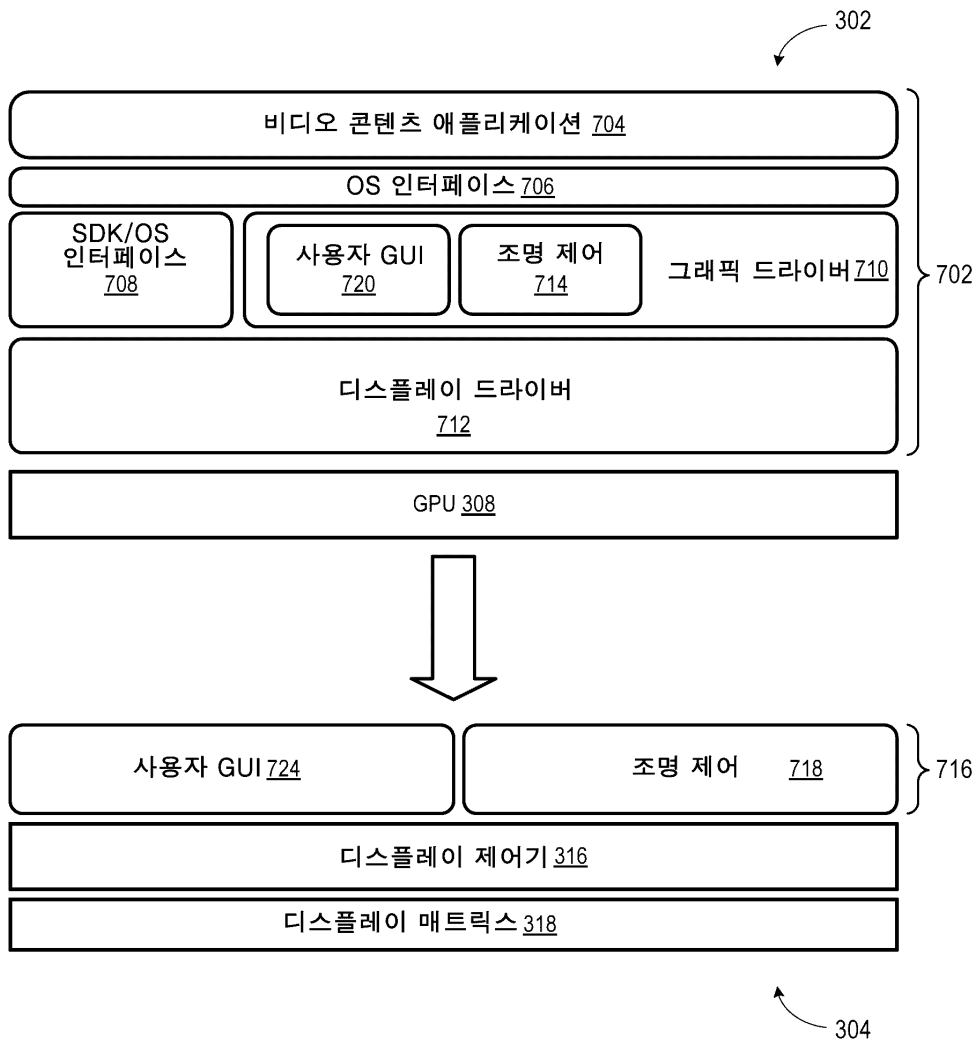 302
비디오 콘텐츠 애플리케이션 704
OS 인터페이스 706
SDK/OS
인터페이스
708
사용자 GUI
720
조명 제어
714
그래픽 드라이버 710
702
디스플레이 드라이버
712
GPU 308
사용자 GUI 724
조명 제어 718
716
디스플레이 제어기 316
디스플레이 매트릭스 318
304